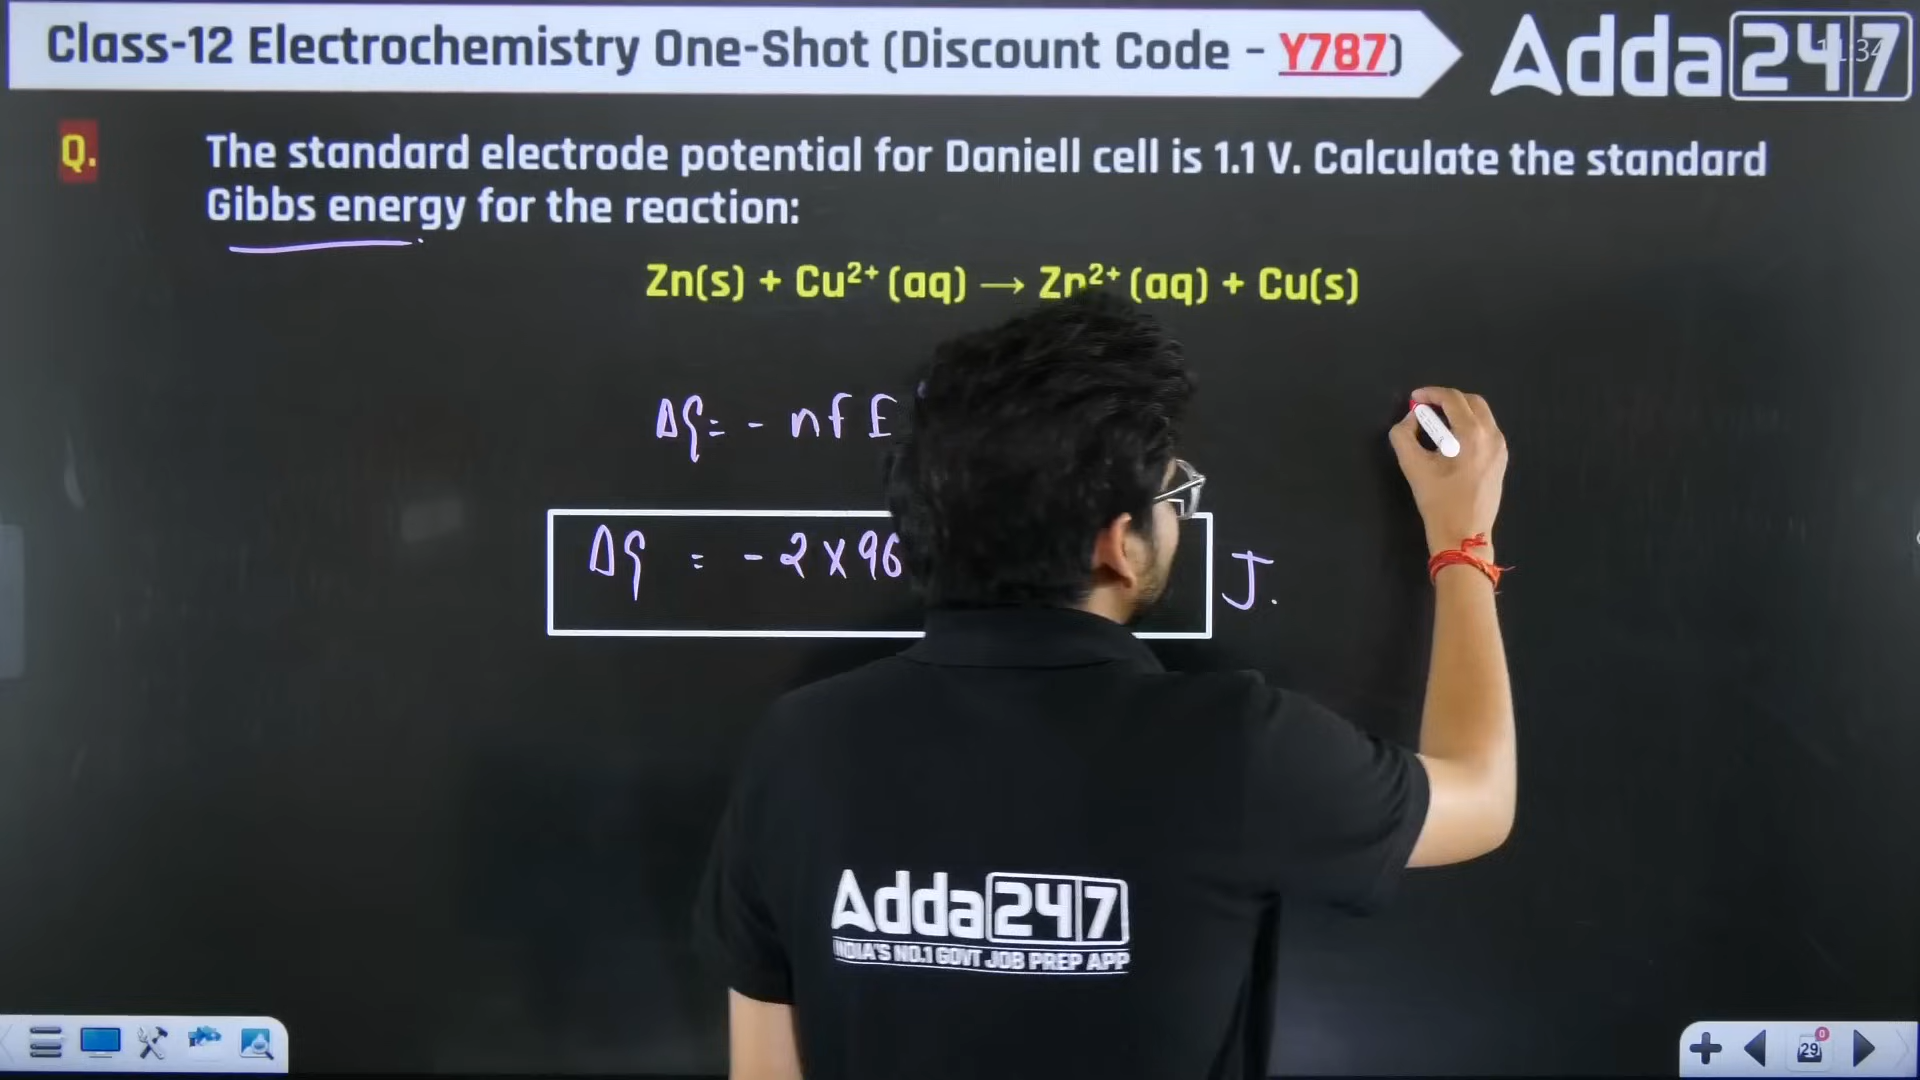 Class-12 Electrochemistry One-Shot (Discount Code - Y787)
Adda247
Q. The standard electrode potential for Daniell cell is 1.1 V. Calculate the standard
Gibbs energy for the reaction:
Zn(s) + Cu²⁺ (aq) → Zn²⁺ (aq) + Cu(s)
ΔG = - n F E
ΔG = - 2 X 96
J.
Adda247
INDIA'S NO.1 GOVT JOB PREP APP
29
0